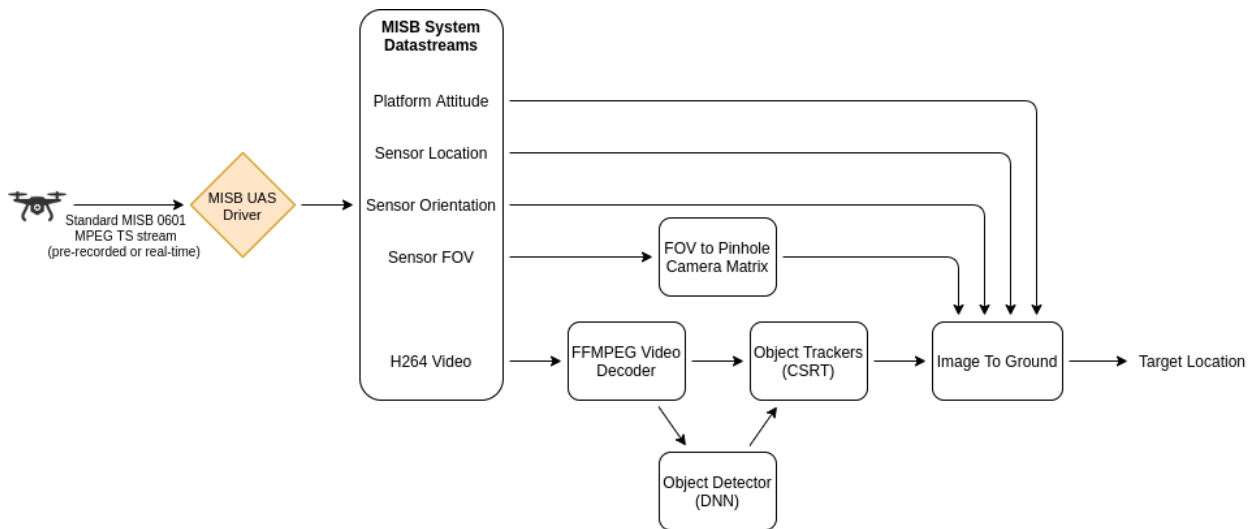 MISB System
Datastreams
Platform Attitude
Sensor Location
Sensor Orientation
Sensor FOV
H264 Video
Standard MISB 0601
MPEG TS stream
(pre-recorded or real-time)
MISB UAS
Driver
FOV to Pinhole
Camera Matrix
FFMPEG Video
Decoder
Object Trackers
(CSRT)
Image To Ground
Target Location
Object Detector
(DNN)